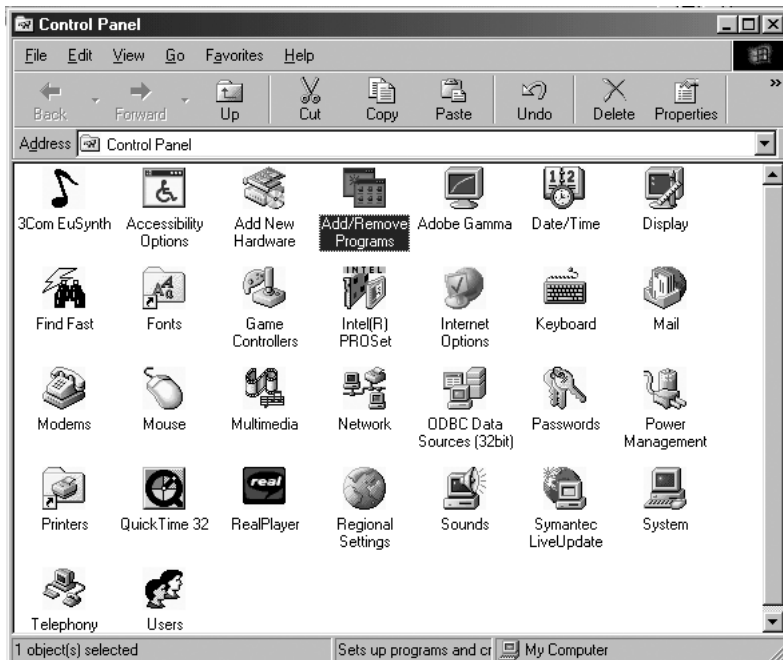 Control Panel
File Edit View Go Favorites Help
Back Forward Up Cut Copy Paste Undo Delete Properties »
Address Control Panel
3Com EuSynth Accessibility Options Add New Hardware Add/Remove Programs Adobe Gamma Date/Time Display
Find Fast Fonts Game Controllers Intel(R) PROSet Internet Options Keyboard Mail
Modems Mouse Multimedia Network ODBC Data Sources (32bit) Passwords Power Management
Printers QuickTime 32 RealPlayer Regional Settings Sounds Symantec LiveUpdate System
Telephony Users
1 object(s) selected Sets up programs and cr My Computer